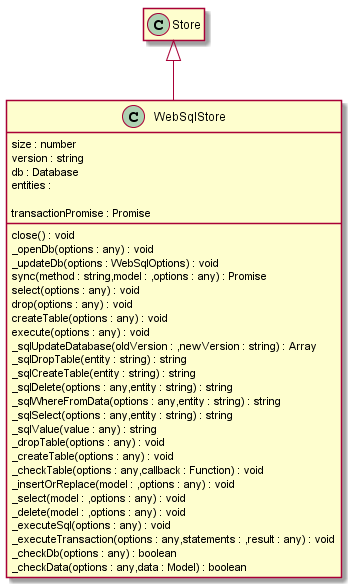 C Store
C WebSqlStore
size : number
version : string
db : Database
entities :
transactionPromise : Promise
close() : void
_openDb(options : any) : void
_updateDb(options : WebSqlOptions) : void
sync(method : string,model : ,options : any) : Promise
select(options : any) : void
drop(options : any) : void
createTable(options : any) : void
execute(options : any) : void
_sqlUpdateDatabase(oldVersion : ,newVersion : string) : Array
_sqlDropTable(entity : string) : string
_sqlCreateTable(entity : string) : string
_sqlDelete(options : any,entity : string) : string
_sqlWhereFromData(options : any,entity : string) : string
_sqlSelect(options : any,entity : string) : string
_sqlValue(value : any) : string
_dropTable(options : any) : void
_createTable(options : any) : void
_checkTable(options : any,callback : Function) : void
_insertOrReplace(model : ,options : any) : void
_select(model : ,options : any) : void
_delete(model : ,options : any) : void
_executeSql(options : any) : void
_executeTransaction(options : any,statements : ,result : any) : void
_checkDb(options : any) : boolean
_checkData(options : any,data : Model) : boolean